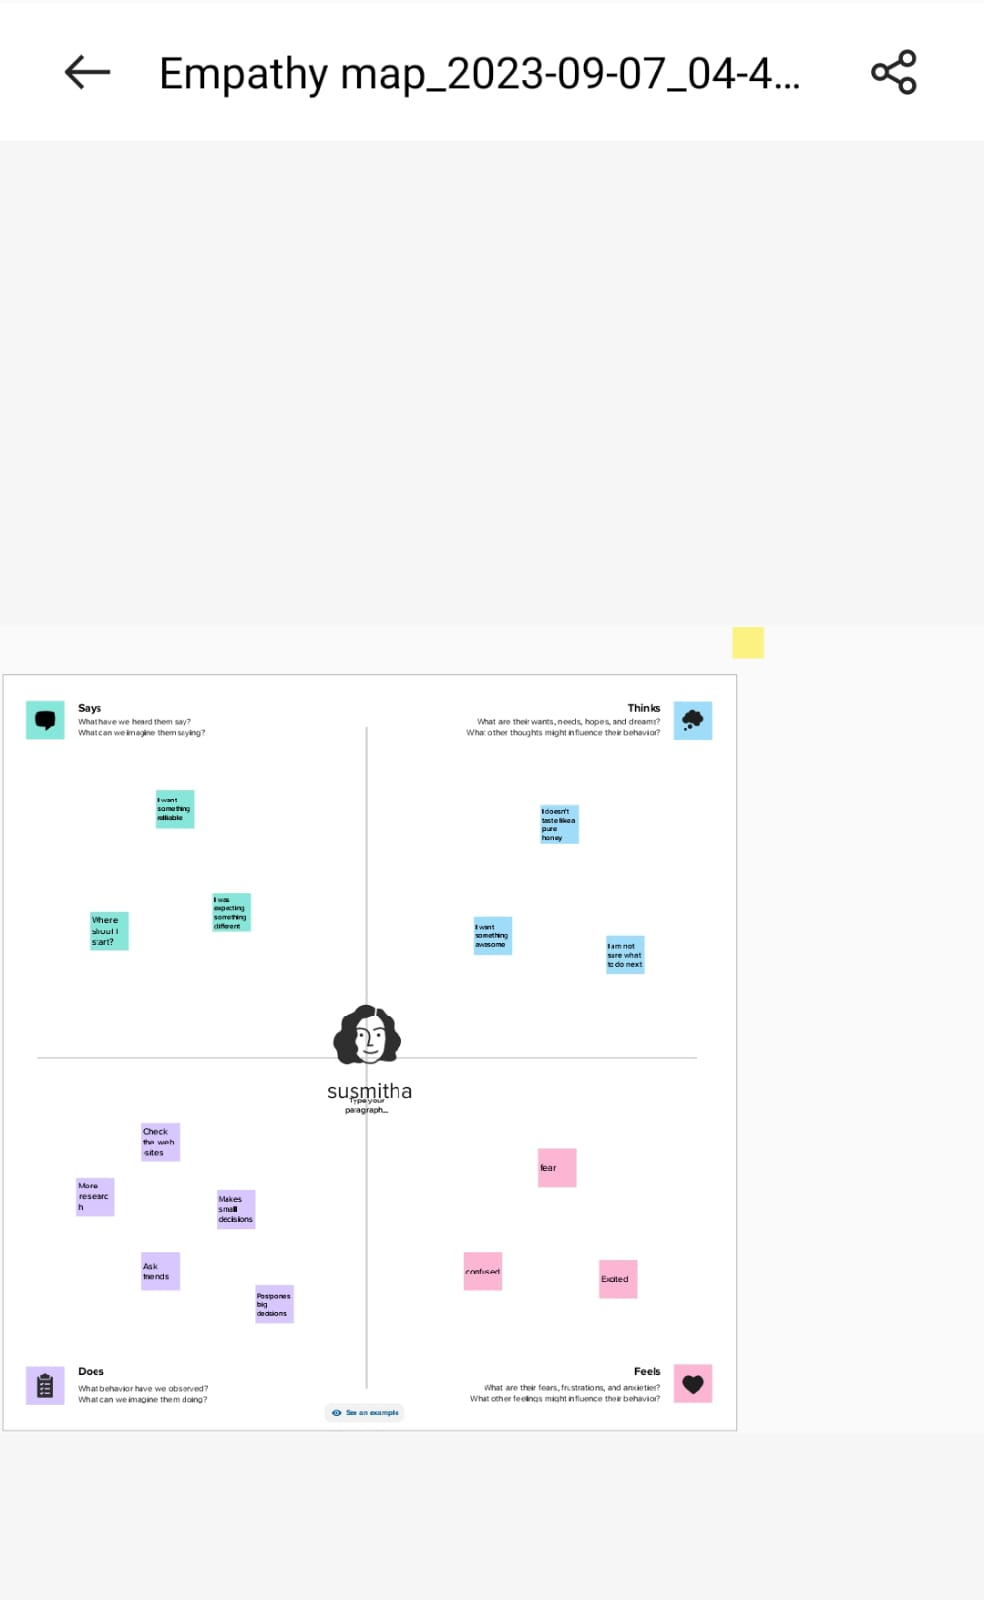 Empathy map_2023-09-07_04-4...
Says
What have we heard them say?
What can we imagine them saying?
Thinks
What are their wants, needs, hopes, and dreams?
What other thoughts might influence their behavior?
I want
something
relliable
I doesn't
taste like a
pure
honey
I was
expecting
something
different
Where
shoul I
start?
I want
something
awesome
I am not
sure what
to do next
susmitha
Type your
paragraph...
Check
the web
sites
More
researc
h
Makes
small
decisions
Ask
friends
Postpones
big
decisions
fear
confused
Excited
Does
What behavior have we observed?
What can we imagine them doing?
Feels
What are their fears, frustrations, and anxieties?
What other feelings might influence their behavior?
See an example